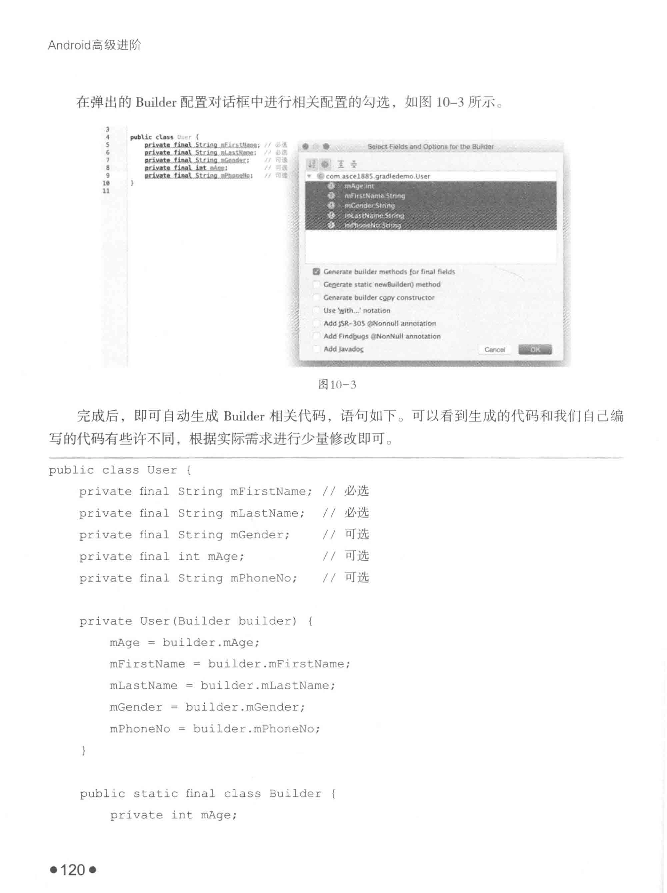 Android高级进阶
在弹出的 Builder 配置对话框中进行相关配置的勾选，如图 10-3 所示。
3
4 public class User {
5 private final String mFirstName; // 必选
6 private final String mLastName; // 必选
7 private final String mGender; // 可选
8 private final int mAge; // 可选
9 private final String mPhoneNo; // 可选
10 }
11
Select Fields and Options for the Builder
com.asce1885.gradledemo.User
mAge:int
mFirstName:String
mGender:String
mLastName:String
mPhoneNo:String
Generate builder methods for final fields
Generate static newBuilder() method
Generate builder copy constructor
Use 'with...' notation
Add JSR-305 @Nonnull annotation
Add Findbugs @NonNull annotation
Add Javadoc
Cancel OK
图10-3
完成后，即可自动生成 Builder 相关代码，语句如下。可以看到生成的代码和我们自己编
写的代码有些许不同，根据实际需求进行少量修改即可。
public class User {
private final String mFirstName; // 必选
private final String mLastName; // 必选
private final String mGender; // 可选
private final int mAge; // 可选
private final String mPhoneNo; // 可选
private User(Builder builder) {
mAge = builder.mAge;
mFirstName = builder.mFirstName;
mLastName = builder.mLastName;
mGender = builder.mGender;
mPhoneNo = builder.mPhoneNo;
}
public static final class Builder {
private int mAge;
●120●